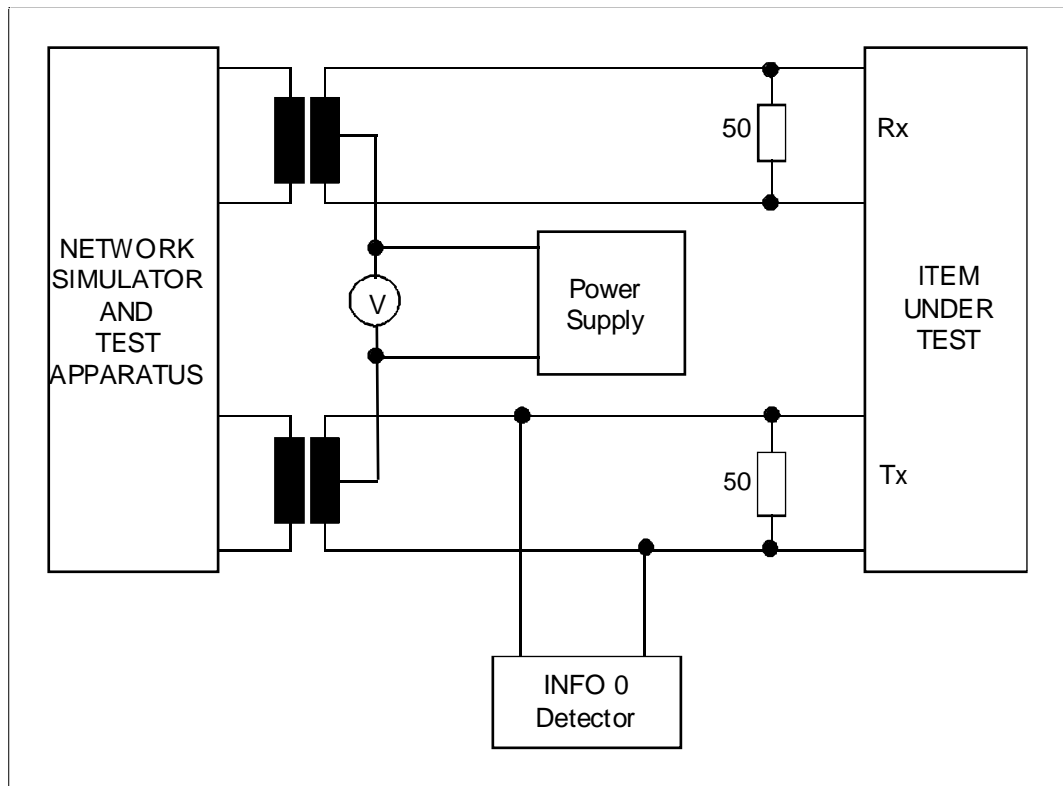 50
Rx
NETWORK
SIMULATOR
AND
TEST
APPARATUS
V
Power
Supply
ITEM
UNDER
TEST
50
Tx
INFO 0
Detector